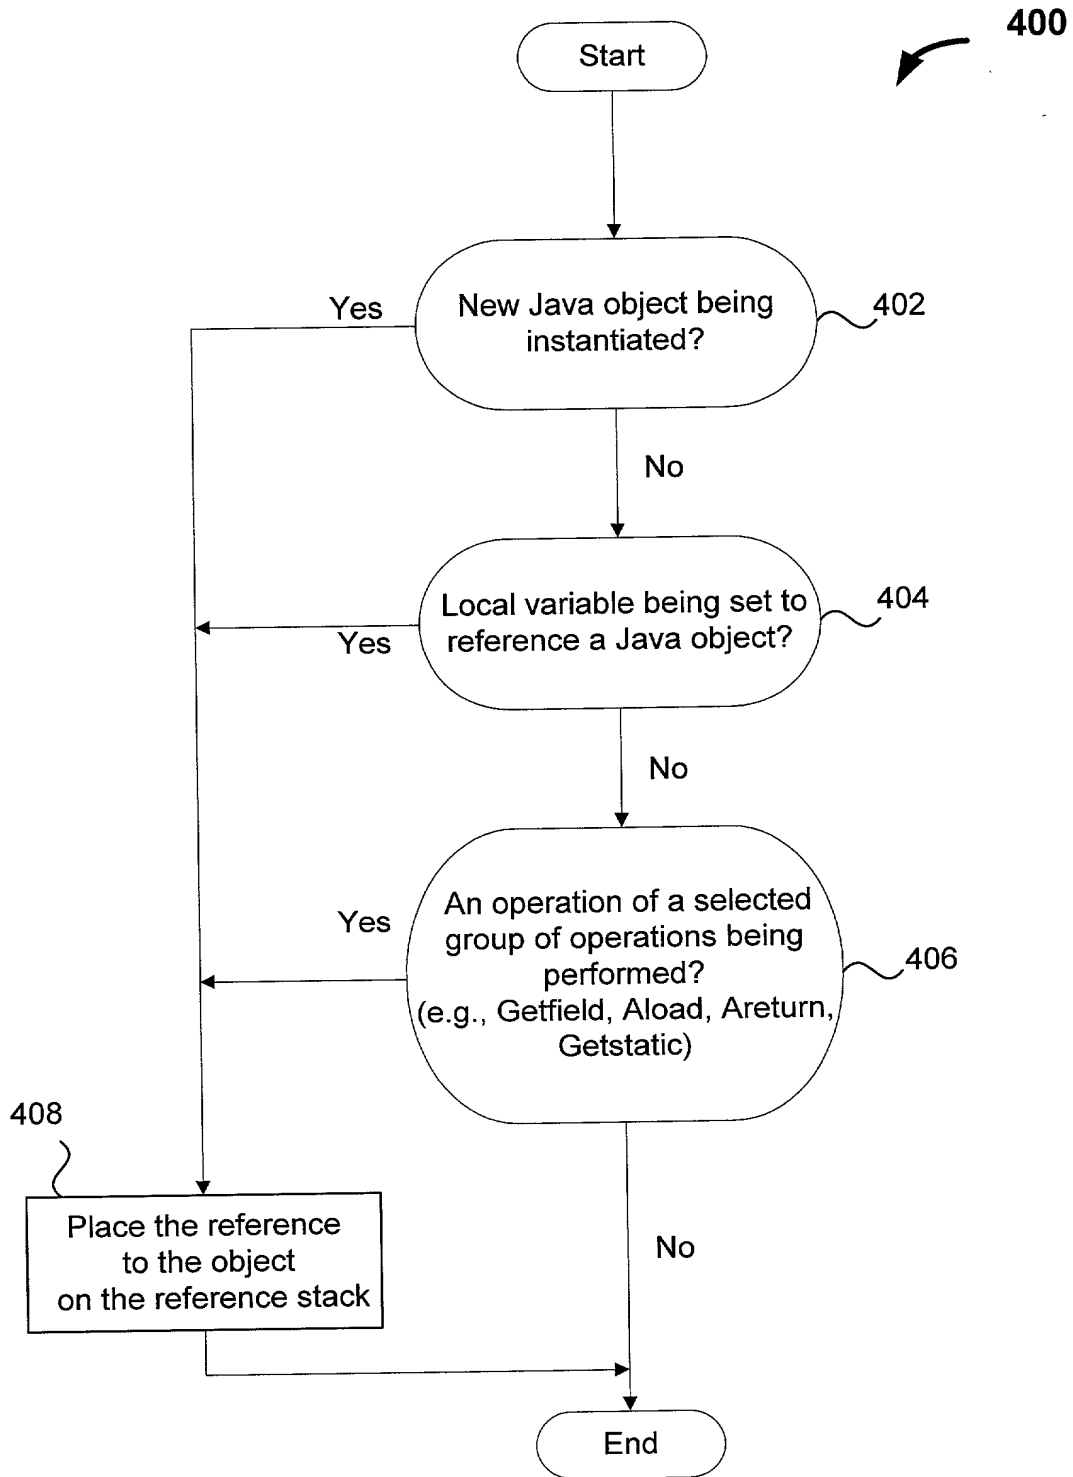 400
Start
New Java object being
instantiated?
402
Yes
No
Local variable being set to
reference a Java object?
404
Yes
No
An operation of a selected
group of operations being
performed?
(e.g., Getfield, Aload, Areturn,
Getstatic)
406
Yes
408
Place the reference
to the object
on the reference stack
No
End